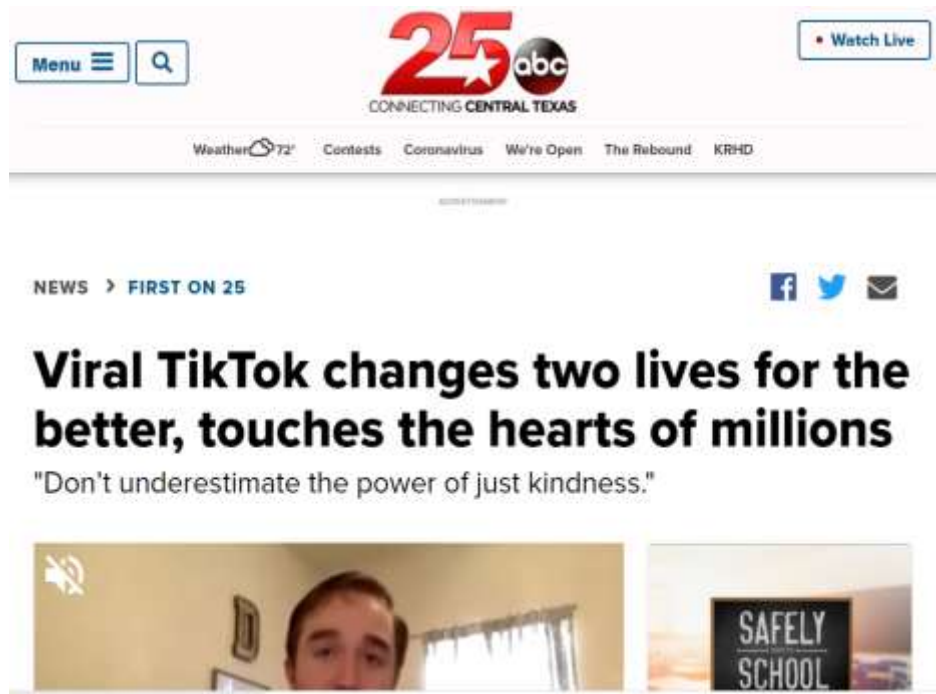 Menu
Watch Live
25 abc
CONNECTING CENTRAL TEXAS
Weather 72° Contests Coronavirus We're Open The Rebound KRHD
ADVERTISEMENT
NEWS > FIRST ON 25
Viral TikTok changes two lives for the
better, touches the hearts of millions
"Don't underestimate the power of just kindness."
D
SAFELY
SCHOOL